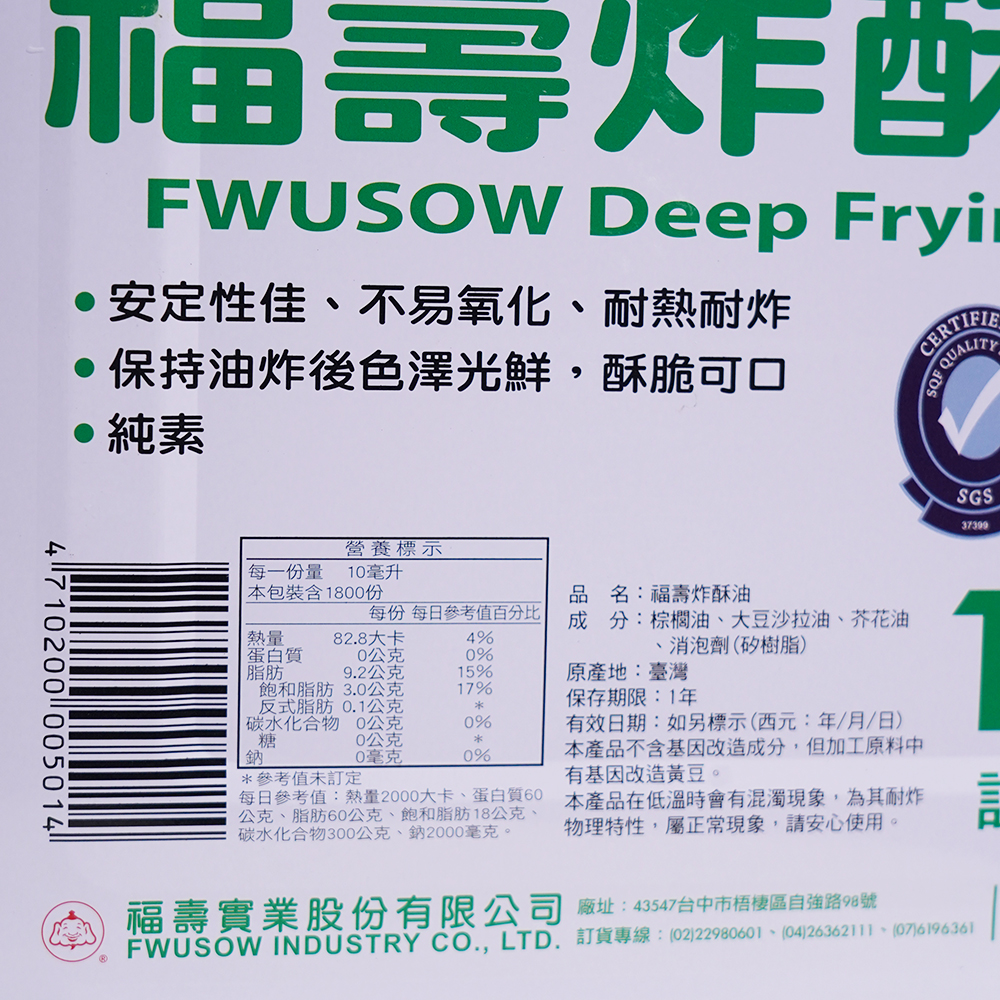 福壽炸酥
FWUSOW Deep Fryi
• 安定性佳、不易氧化、耐熱耐炸
• 保持油炸後色澤光鮮，酥脆可口
• 純素
CERTIFIE
SQF QUALITY
SGS
37399
4 710200 005014
營養標示
每一份量 10毫升
本包裝含1800份
每份 每日參考值百分比
熱量 82.8大卡 4%
蛋白質 0公克 0%
脂肪 9.2公克 15%
飽和脂肪 3.0公克 17%
反式脂肪 0.1公克 *
碳水化合物 0公克 0%
糖 0公克 *
鈉 0毫克 0%
*參考值未訂定
每日參考值：熱量2000大卡、蛋白質60
公克、脂肪60公克、飽和脂肪18公克、
碳水化合物300公克、鈉2000毫克。
品 名：福壽炸酥油
成 分：棕櫚油、大豆沙拉油、芥花油
、消泡劑(矽樹脂)
原產地：臺灣
保存期限：1年
有效日期：如另標示(西元：年/月/日)
本產品不含基因改造成分，但加工原料中
有基因改造黃豆。
本產品在低溫時會有混濁現象，為其耐炸
物理特性，屬正常現象，請安心使用。
福壽實業股份有限公司
FWUSOW INDUSTRY CO., LTD.
®
廠址：43547台中市梧棲區自強路98號
訂貨專線：(02)22980601、(04)26362111、(07)6196361